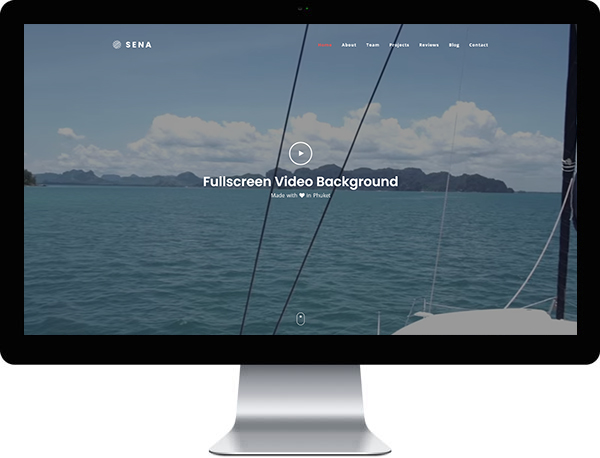 SENA
Home About Team Projects Reviews Blog Contact
Fullscreen Video Background
Made with ❤ in Phuket